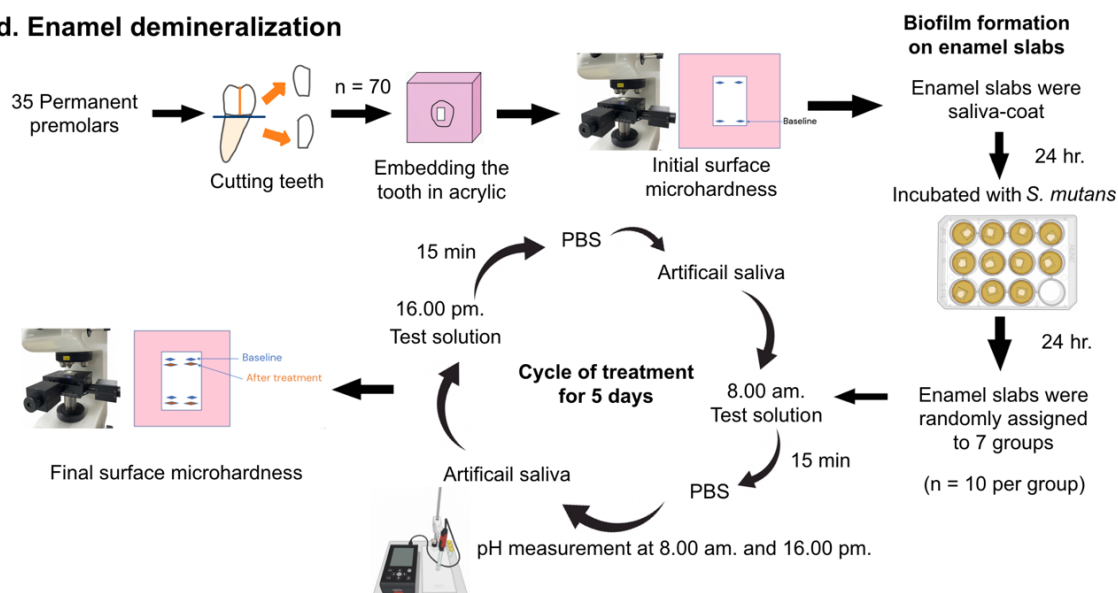 d. Enamel demineralization
35 Permanent
premolars
Cutting teeth
n = 70
Embedding the
tooth in acrylic
Baseline
Initial surface
microhardness
Biofilm formation
on enamel slabs
Enamel slabs were
saliva-coat
24 hr.
Incubated with S. mutans
24 hr.
Enamel slabs were
randomly assigned
to 7 groups
(n = 10 per group)
Cycle of treatment
for 5 days
8.00 am.
Test solution
15 min
PBS
pH measurement at 8.00 am. and 16.00 pm.
Artificail saliva
16.00 pm.
Test solution
15 min
PBS
Artificail saliva
Baseline
After treatment
Final surface microhardness